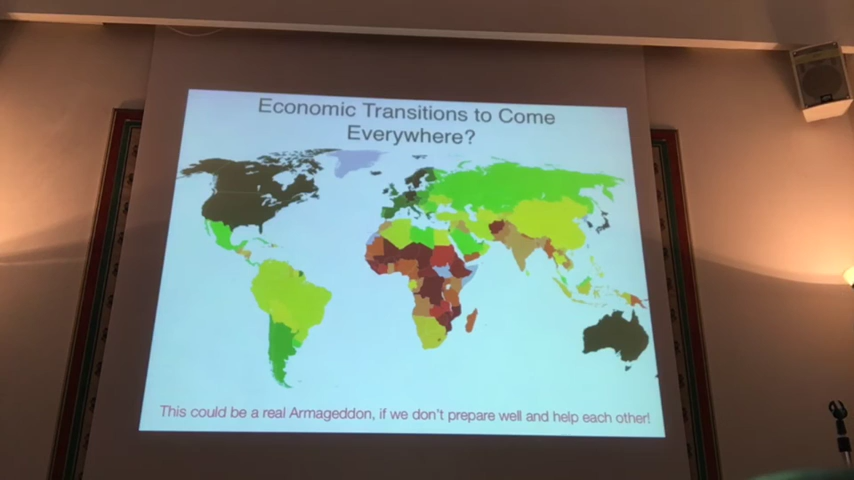 Economic Transitions to Come
Everywhere?
This could be a real Armageddon, if we don't prepare well and help each other!